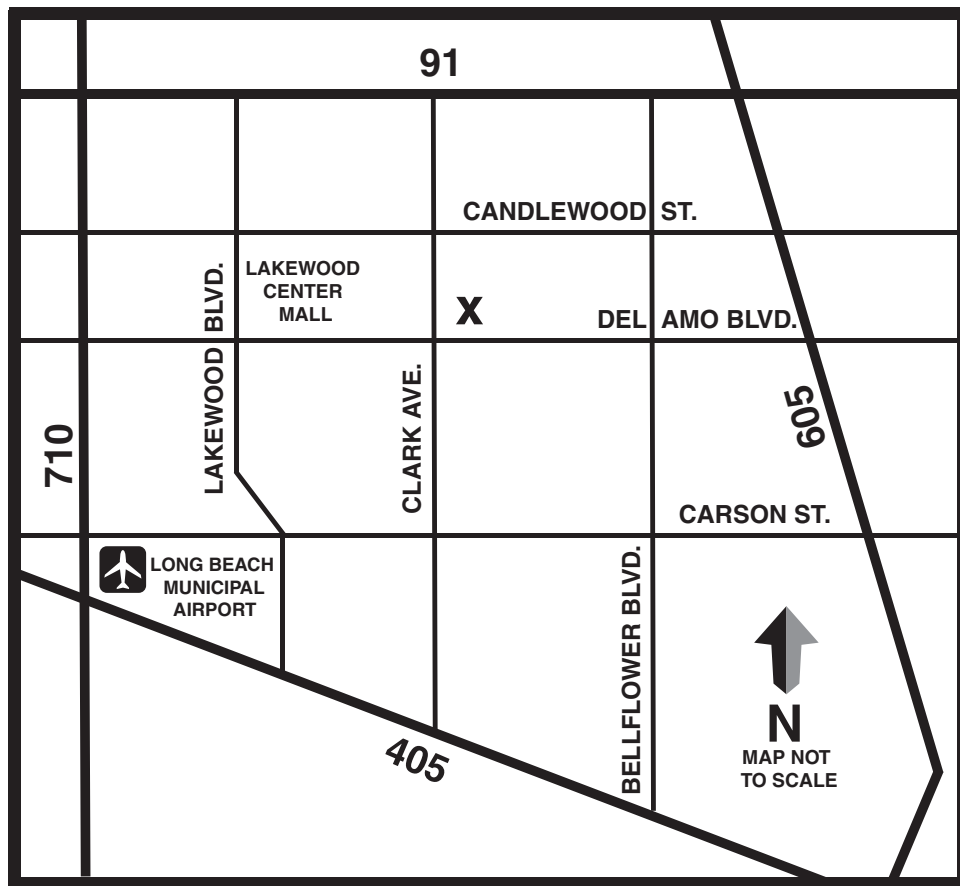 91
CANDLEWOOD ST.
LAKEWOOD
CENTER
MALL
LAKEWOOD BLVD.
X
DEL AMO BLVD.
CLARK AVE.
710
605
CARSON ST.
LONG BEACH
MUNICIPAL
AIRPORT
BELLFLOWER BLVD.
405
N
MAP NOT
TO SCALE